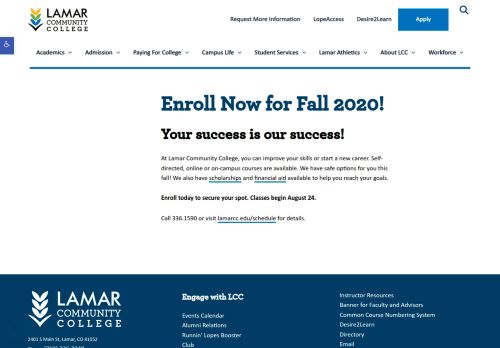 LAMAR
COMMUNITY
COLLEGE
Request More Information LopeAccess Desire2Learn Apply
Academics Admission Paying For College Campus Life Student Services Lamar Athletics About LCC Workforce
Enroll Now for Fall 2020!
Your success is our success!
At Lamar Community College, you can improve your skills or start a new career. Self-
directed, online or on-campus courses are available. We have safe options for you this
fall! We also have scholarships and financial aid available to help you reach your goals.
Enroll today to secure your spot. Classes begin August 24.
Call 336.1590 or visit lamarcc.edu/schedule for details.
LAMAR
COMMUNITY
COLLEGE
2401 S Main St, Lamar, CO 81052
Engage with LCC
Events Calendar
Alumni Relations
Runnin' Lopes Booster
Club
Instructor Resources
Banner for Faculty and Advisors
Common Course Numbering System
Desire2Learn
Directory
Email